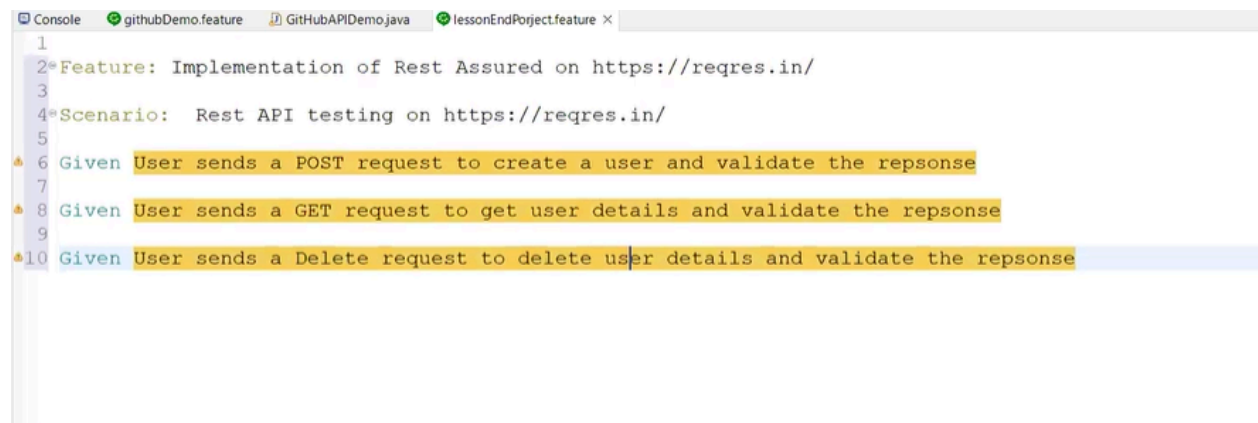 Console githubDemo.feature GitHubAPIDemo.java lessonEndPorject.feature
1
2 Feature: Implementation of Rest Assured on https://reqres.in/
3
4 Scenario:  Rest API testing on https://reqres.in/
5
6 Given User sends a POST request to create a user and validate the repsonse
7
8 Given User sends a GET request to get user details and validate the repsonse
9
10 Given User sends a Delete request to delete user details and validate the repsonse